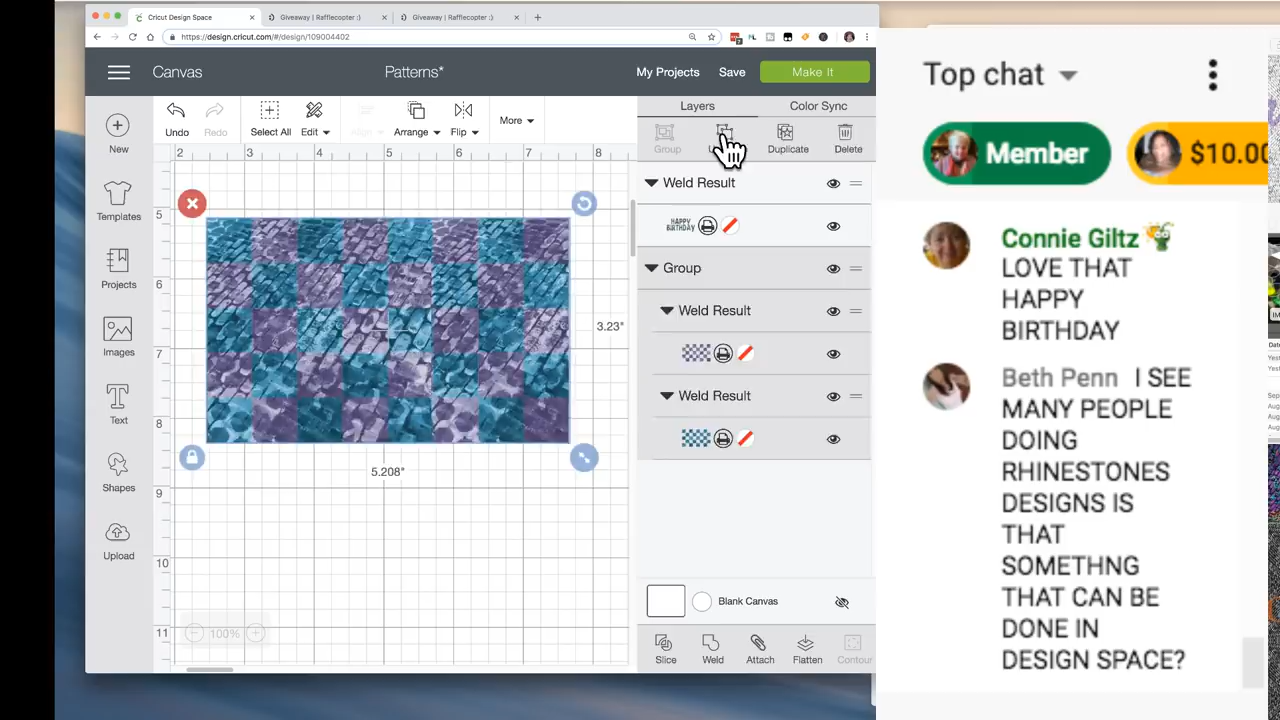 Cricut Design Space
Giveaway | Rafflecopter :)
Giveaway | Rafflecopter :)
https://design.cricut.com/#/design/109004402
Canvas
Patterns*
My Projects
Save
Make It
Undo
Redo
Select All
Edit
Align
Arrange
Flip
More
Layers
Color Sync
Group
Duplicate
Delete
New
Templates
Projects
Images
Text
Shapes
Upload
2 3 4 5 6 7 8
5
6
7
8
9
10
11
3.23"
5.208"
100%
Weld Result
HAPPY
BIRTHDAY
Group
Weld Result
Weld Result
Blank Canvas
Slice
Weld
Attach
Flatten
Contour
Top chat
Member
$10.00
Connie Giltz
LOVE THAT
HAPPY
BIRTHDAY
Beth Penn I SEE
MANY PEOPLE
DOING
RHINESTONES
DESIGNS IS
THAT
SOMETHNG
THAT CAN BE
DONE IN
DESIGN SPACE?